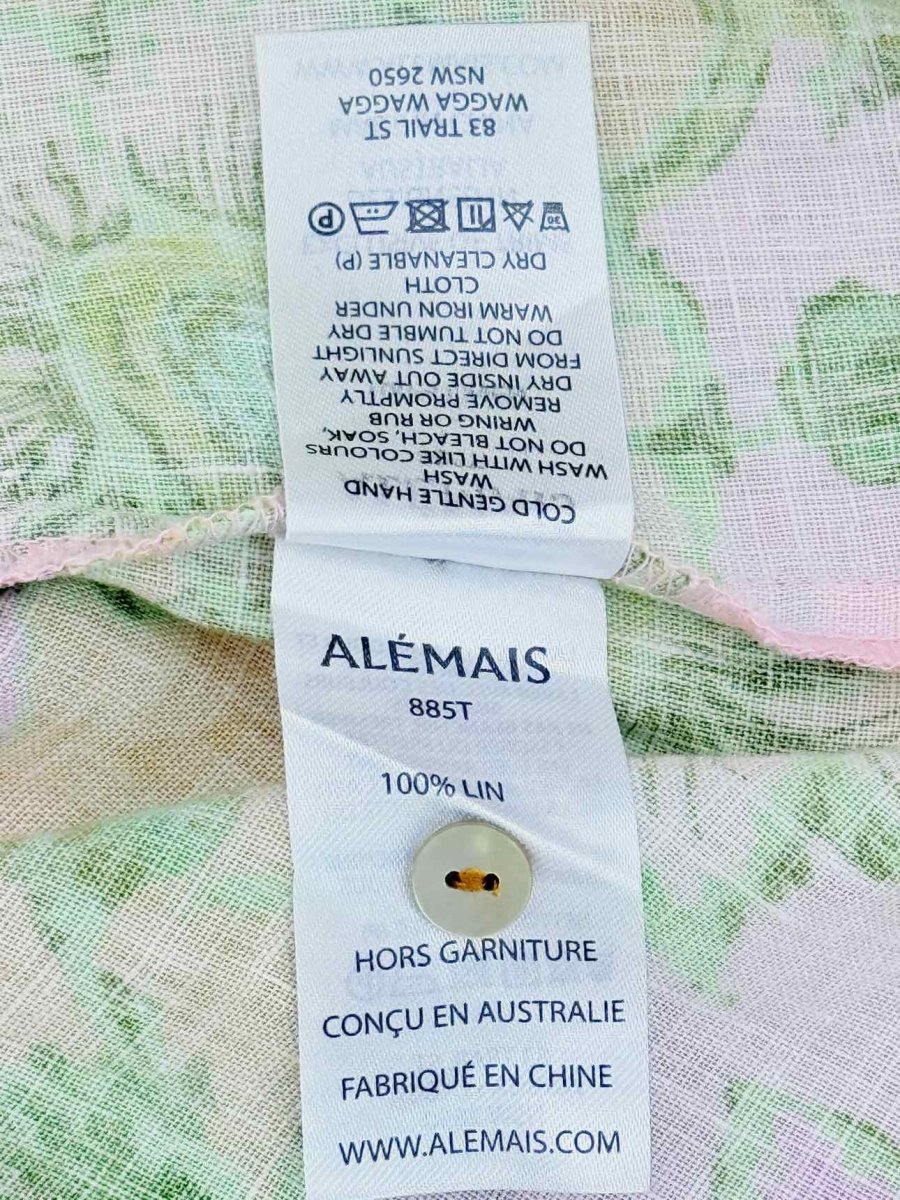 COLD GENTLE HAND
WASH
WASH WITH LIKE COLOURS
DO NOT BLEACH, SOAK,
WRING OR RUB
REMOVE PROMPTLY
DRY INSIDE OUT AWAY
FROM DIRECT SUNLIGHT
DO NOT TUMBLE DRY
WARM IRON UNDER
CLOTH
DRY CLEANABLE (P)
30 P
83 TRAIL ST
WAGGA WAGGA
NSW 2650
ALÉMAIS
885T
100% LIN
HORS GARNITURE
CONÇU EN AUSTRALIE
FABRIQUÉ EN CHINE
WWW.ALEMAIS.COM